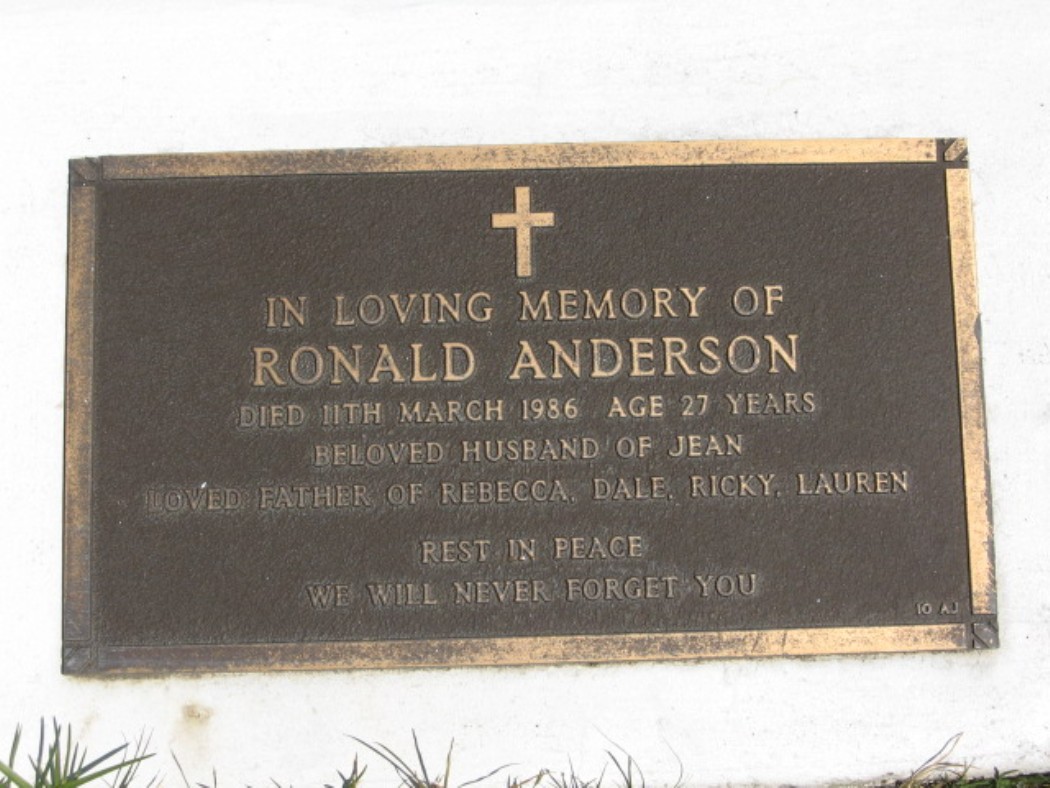 IN LOVING MEMORY OF
RONALD ANDERSON
DIED 11TH MARCH 1986 AGE 27 YEARS
BELOVED HUSBAND OF JEAN
LOVED FATHER OF REBECCA, DALE, RICKY, LAUREN
REST IN PEACE
WE WILL NEVER FORGET YOU
10 AJ